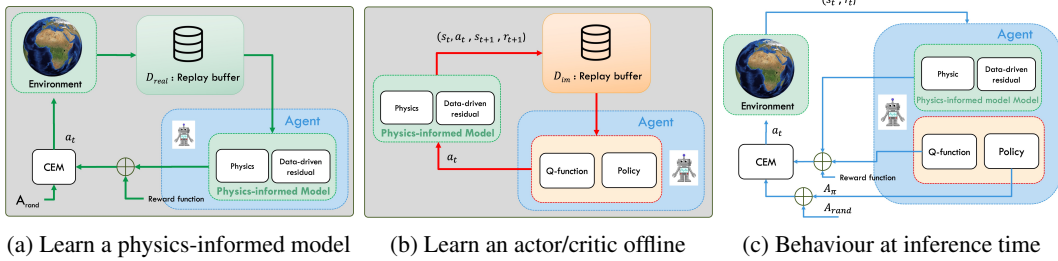 Environment
D_real : Replay buffer
Agent
a_t
CEM
Physics
Data-driven
residual
Physics-informed Model
A_rand
Reward function
(a) Learn a physics-informed model
(s_t, a_t , s_{t+1}, r_{t+1})
D_im : Replay buffer
Physics
Data-driven
residual
Physics-informed Model
Agent
a_t
Q-function
Policy
(b) Learn an actor/critic offline
(s_t, r_t)
Agent
Environment
Physic
Data-driven
residual
Physics-informed model Model
a_t
CEM
Q-function
Policy
Reward function
A_π
A_rand
(c) Behaviour at inference time